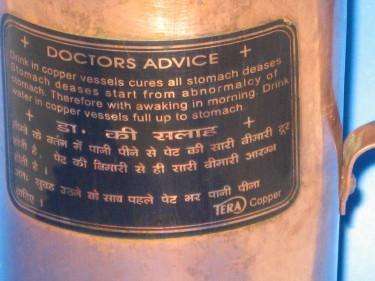 DOCTORS ADVICE
Drink in copper vessels cures all stomach deases
Stomach deases start from abnormalcy of
stomach. Therefore with awaking in morning. Drink
water in copper vessels full up to stomach.
डा. की सलाह
पीने के बर्तन में पानी पीने से पेट की सारी बीमारी दूर
होती है, पेट की बिमारी से ही सारी बीमारी आरम्भ
होती है।
अतः सुबह उठने के साथ पहले पेट भर पानी पीना
चाहिए।
TERA Copper